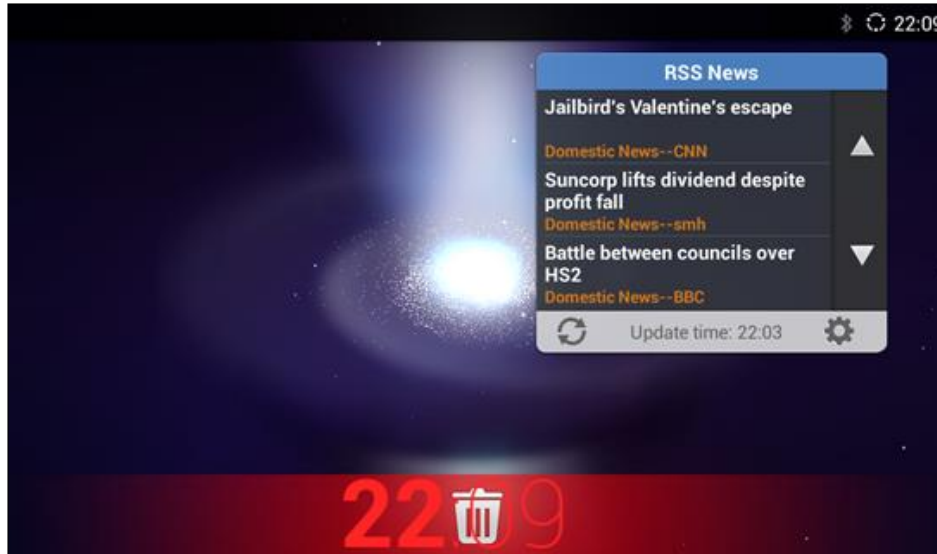 22:09
RSS News
Jailbird's Valentine's escape
Domestic News--CNN
Suncorp lifts dividend despite
profit fall
Domestic News--smh
Battle between councils over
HS2
Domestic News--BBC
Update time: 22:03
22:09